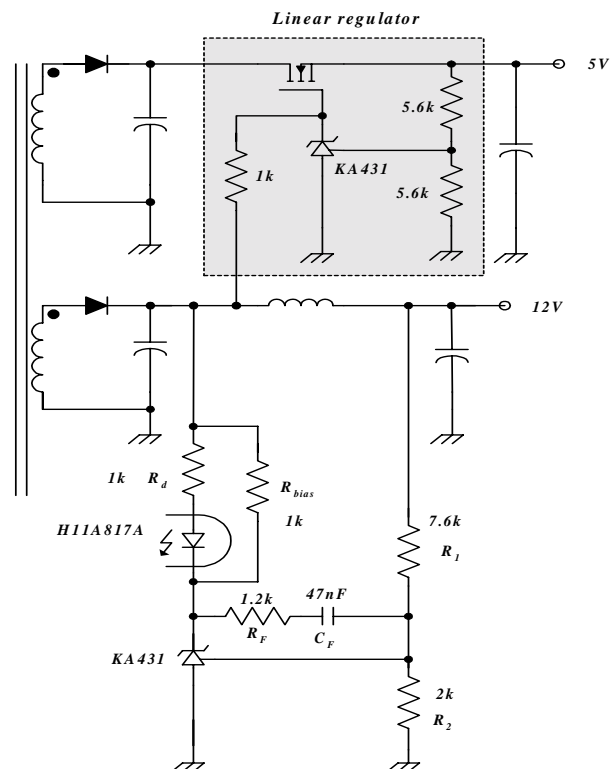 Linear regulator
5V
5.6k
KA431
1k
5.6k
12V
1k R_d
R_bias
1k
H11A817A
7.6k
R_1
1.2k 47nF
R_F C_F
KA431
2k
R_2